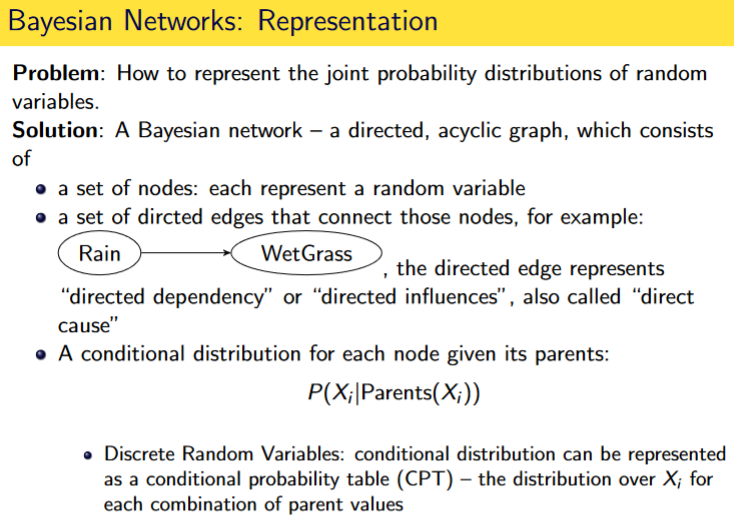 Bayesian Networks: Representation
Problem: How to represent the joint probability distributions of random
variables.
Solution: A Bayesian network – a directed, acyclic graph, which consists
of
a set of nodes: each represent a random variable
a set of dircted edges that connect those nodes, for example:
Rain WetGrass
, the directed edge represents
“directed dependency” or “directed influences”, also called “direct
cause”
A conditional distribution for each node given its parents:
P(Xi|Parents(Xi))
Discrete Random Variables: conditional distribution can be represented
as a conditional probability table (CPT) – the distribution over Xi for
each combination of parent values